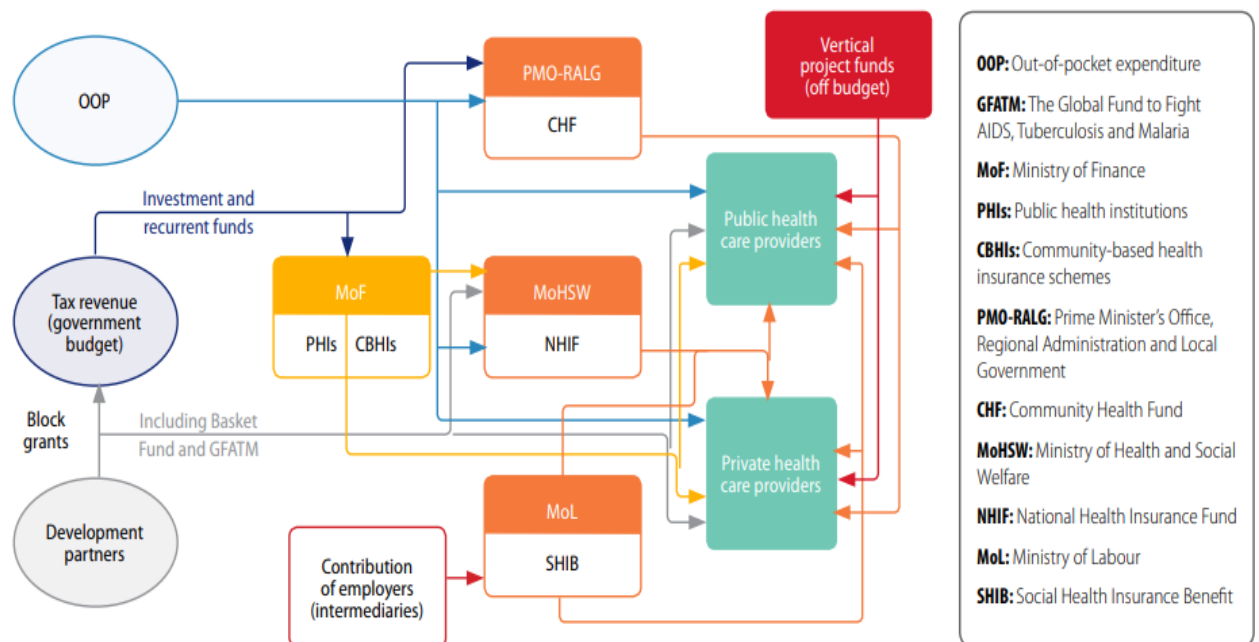 OOP
PMO-RALG
CHF
Vertical
project funds
(off budget)
Investment and
recurrent funds
Public health
care providers
Tax revenue
(government
budget)
MoF
PHIs
CBHIs
MoHSW
NHIF
Block
grants
Including Basket
Fund and GFATM
Private health
care providers
Development
partners
Contribution
of employers
(intermediaries)
MoL
SHIB
OOP: Out-of-pocket expenditure
GFATM: The Global Fund to Fight
AIDS, Tuberculosis and Malaria
MoF: Ministry of Finance
PHIs: Public health institutions
CBHIs: Community-based health
insurance schemes
PMO-RALG: Prime Minister's Office,
Regional Administration and Local
Government
CHF: Community Health Fund
MoHSW: Ministry of Health and Social
Welfare
NHIF: National Health Insurance Fund
MoL: Ministry of Labour
SHIB: Social Health Insurance Benefit